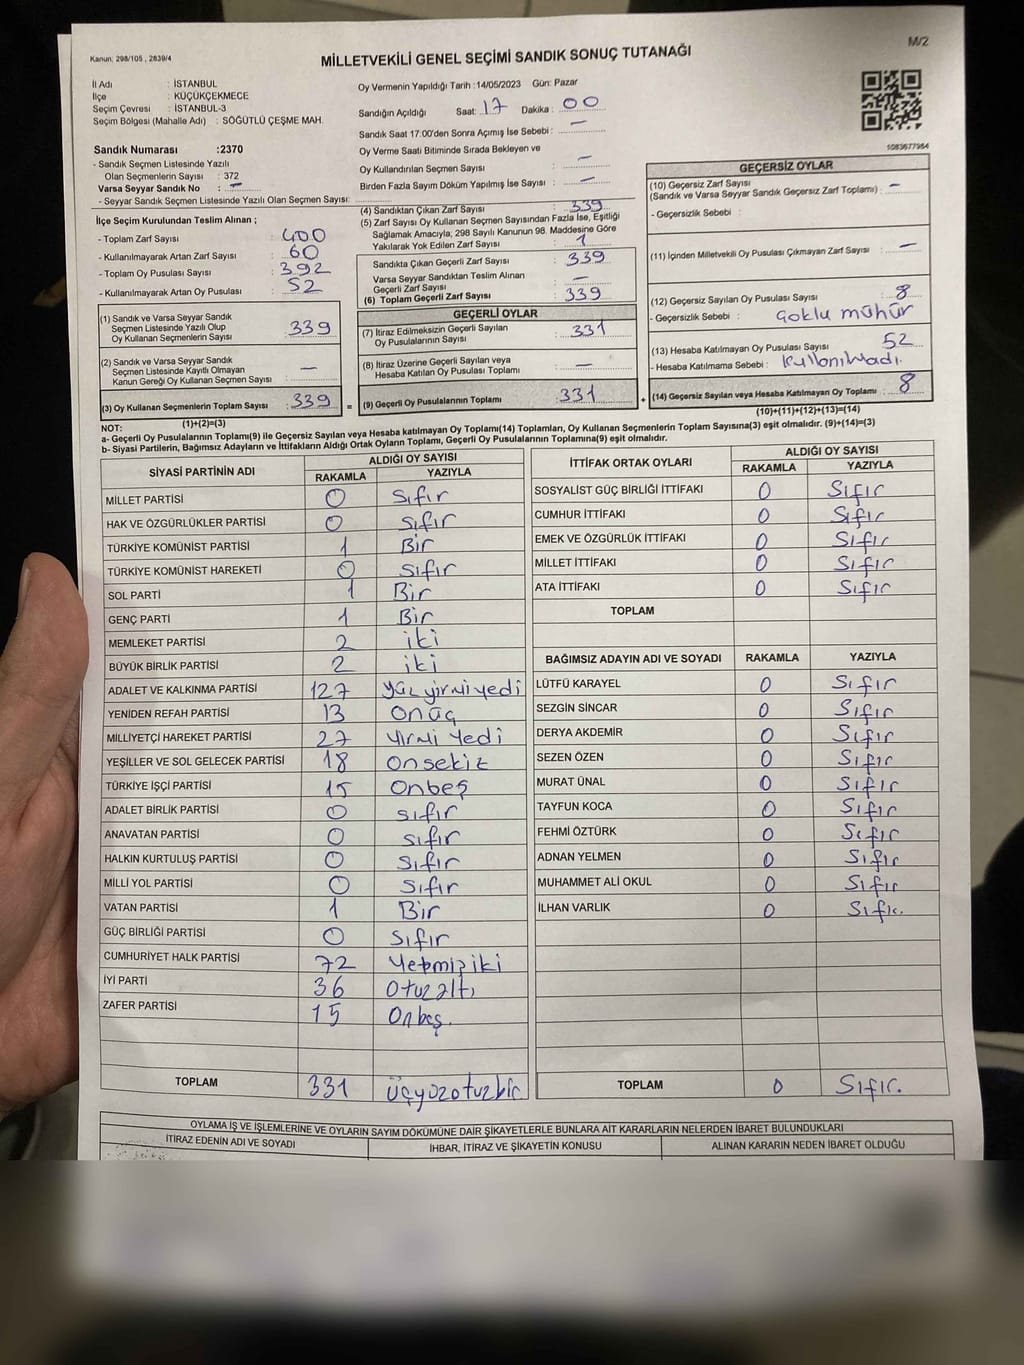 M/2
Kanun: 298/105 , 2839/4
MİLLETVEKİLİ GENEL SEÇİMİ SANDIK SONUÇ TUTANAĞI
İl Adı : İSTANBUL
İlçe : KÜÇÜKÇEKMECE
Seçim Çevresi : İSTANBUL-3
Seçim Bölgesi (Mahalle Adı) : SÖĞÜTLÜ ÇEŞME MAH.
Sandık Numarası :2370
- Sandık Seçmen Listesinde Yazılı
Olan Seçmenlerin Sayısı : 372
Varsa Seyyar Sandık No : –
- Seyyar Sandık Seçmen Listesinde Yazılı Olan Seçmen Sayısı:
İlçe Seçim Kurulundan Teslim Alınan ;
- Toplam Zarf Sayısı : 400
- Kullanılmayarak Artan Zarf Sayısı : 60
- Toplam Oy Pusulası Sayısı : 392
- Kullanılmayarak Artan Oy Pusulası : 52
(1) Sandık ve Varsa Seyyar Sandık
Seçmen Listesinde Yazılı Olup
Oy Kullanan Seçmenlerin Sayısı : 339
(2) Sandık ve Varsa Seyyar Sandık
Seçmen Listesinde Kayıtlı Olmayan
Kanun Gereği Oy Kullanan Seçmen Sayısı : –
(3) Oy Kullanan Seçmenlerin Toplam Sayısı : 339
(1)+(2)=(3)
Oy Vermenin Yapıldığı Tarih :14/05/2023 Gün: Pazar
Sandığın Açıldığı Saat: 17 Dakika : 00
Sandık Saat 17:00'den Sonra Açımış İse Sebebi : –
Oy Verme Saati Bitiminde Sırada Bekleyen ve
Oy Kullandırılan Seçmen Sayısı : –
Birden Fazla Sayım Döküm Yapılmış İse Sayısı : –
(4) Sandıktan Çıkan Zarf Sayısı : 339
(5) Zarf Sayısı Oy Kullanan Seçmen Sayısından Fazla İse, Eşitliği
Sağlamak Amacıyla, 298 Sayılı Kanunun 98. Maddesine Göre
Yakılarak Yok Edilen Zarf Sayısı : 1
Sandıkta Çıkan Geçerli Zarf Sayısı : 339
Varsa Seyyar Sandıktan Teslim Alınan
Geçerli Zarf Sayısı : –
(6) Toplam Geçerli Zarf Sayısı : 339
GEÇERLİ OYLAR
(7) İtiraz Edilmeksizin Geçerli Sayılan
Oy Pusulalarının Sayısı : 331
(8) İtiraz Üzerine Geçerli Sayılan veya
Hesaba Katılan Oy Pusulası Toplamı : –
= (9) Geçerli Oy Pusulalarının Toplamı : 331 +
1083677984
GEÇERSİZ OYLAR
(10) Geçersiz Zarf Sayısı
(Sandık ve Varsa Seyyar Sandık Geçersiz Zarf Toplamı) : –
- Geçersizlik Sebebi :
(11) İçinden Milletvekili Oy Pusulası Çıkmayan Zarf Sayısı : –
(12) Geçersiz Sayılan Oy Pusulası Sayısı : 8
- Geçersizlik Sebebi : Çoklu mühür
(13) Hesaba Katılmayan Oy Pusulası Sayısı : 52
- Hesaba Katılmama Sebebi : Kullanılmadı.
(14) Geçersiz Sayılan veya Hesaba Katılmayan Oy Toplamı : 8
(10)+(11)+(12)+(13)=(14)
NOT:
a- Geçerli Oy Pusulalarının Toplamı(9) ile Geçersiz Sayılan veya Hesaba katılmayan Oy Toplamı(14) Toplamları, Oy Kullanan Seçmenlerin Toplam Sayısına(3) eşit olmalıdır. (9)+(14)=(3)
b- Siyasi Partilerin, Bağımsız Adayların ve İttifakların Aldığı Ortak Oyların Toplamı, Geçerli Oy Pusulalarının Toplamına(9) eşit olmalıdır.
SİYASİ PARTİNİN ADI ALDIĞI OY SAYISI
RAKAMLA YAZIYLA
MİLLET PARTİSİ 0 Sıfır
HAK VE ÖZGÜRLÜKLER PARTİSİ 0 Sıfır
TÜRKİYE KOMÜNİST PARTİSİ 1 Bir
TÜRKİYE KOMÜNİST HAREKETİ 0 Sıfır
SOL PARTİ 1 Bir
GENÇ PARTİ 1 Bir
MEMLEKET PARTİSİ 2 iki
BÜYÜK BİRLİK PARTİSİ 2 iki
ADALET VE KALKINMA PARTİSİ 127 yüz yirmi yedi
YENİDEN REFAH PARTİSİ 13 onüç
MİLLİYETÇİ HAREKET PARTİSİ 27 Yirmi Yedi
YEŞİLLER VE SOL GELECEK PARTİSİ 18 onsekiz
TÜRKİYE İŞÇİ PARTİSİ 15 Onbeş
ADALET BİRLİK PARTİSİ 0 sıfır
ANAVATAN PARTİSİ 0 sıfır
HALKIN KURTULUŞ PARTİSİ 0 Sıfır
MİLLİ YOL PARTİSİ 0 Sıfır
VATAN PARTİSİ 1 Bir
GÜÇ BİRLİĞİ PARTİSİ 0 Sıfır
CUMHURİYET HALK PARTİSİ 72 Yetmiş iki
İYİ PARTİ 36 Otuz altı
ZAFER PARTİSİ 15 Onbeş.
TOPLAM 331 üçyüzotuzbir
İTTİFAK ORTAK OYLARI ALDIĞI OY SAYISI
RAKAMLA YAZIYLA
SOSYALİST GÜÇ BİRLİĞİ İTTİFAKI 0 Sıfır
CUMHUR İTTİFAKI 0 Sıfır
EMEK VE ÖZGÜRLÜK İTTİFAKI 0 Sıfır
MİLLET İTTİFAKI 0 Sıfır
ATA İTTİFAKI 0 Sıfır
TOPLAM
BAĞIMSIZ ADAYIN ADI VE SOYADI RAKAMLA YAZIYLA
LÜTFÜ KARAYEL 0 Sıfır
SEZGİN SİNCAR 0 Sıfır
DERYA AKDEMİR 0 Sıfır
SEZEN ÖZEN 0 Sıfır
MURAT ÜNAL 0 Sıfır
TAYFUN KOCA 0 Sıfır
FEHMİ ÖZTÜRK 0 Sıfır
ADNAN YELMEN 0 Sıfır
MUHAMMET ALİ OKUL 0 Sıfır
İLHAN VARLIK 0 Sıfır.
TOPLAM 0 Sıfır.
OYLAMA İŞ VE İŞLEMLERİNE VE OYLARIN SAYIM DÖKÜMÜNE DAİR ŞİKAYETLERLE BUNLARA AİT KARARLARIN NELERDEN İBARET BULUNDUKLARI
İTİRAZ EDENİN ADI VE SOYADI İHBAR, İTİRAZ VE ŞİKAYETİN KONUSU ALINAN KARARIN NEDEN İBARET OLDUĞU